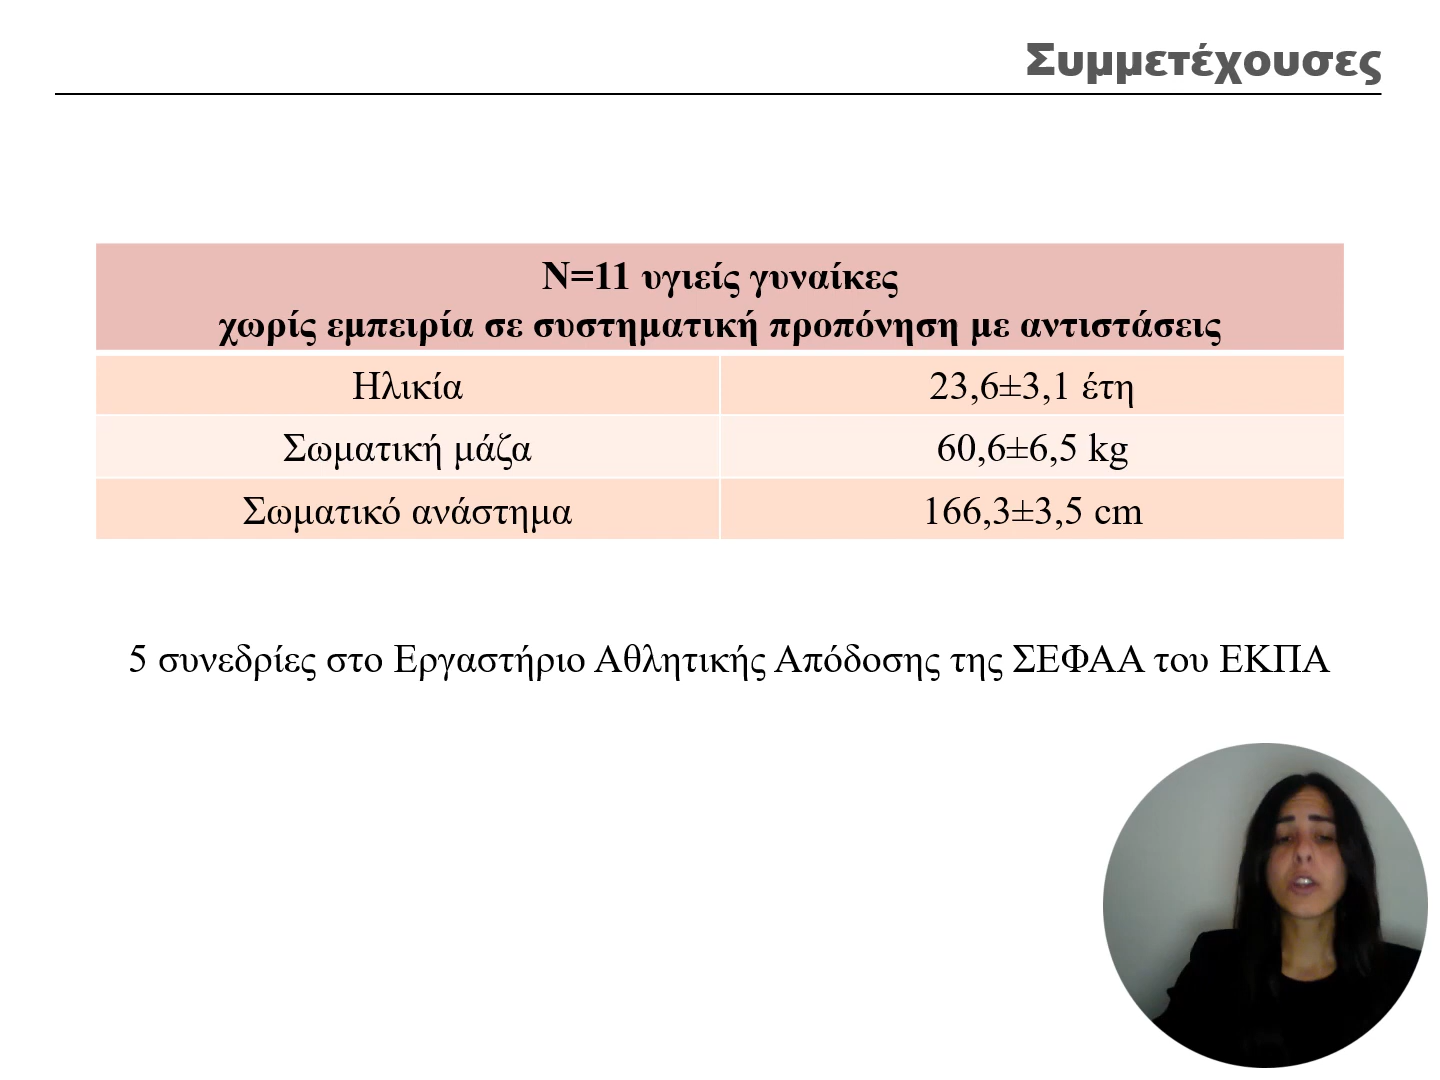 Συμμετέχουσες
N=11 υγιείς γυναίκες
χωρίς εμπειρία σε συστηματική προπόνηση με αντιστάσεις
Ηλικία 23,6±3,1 έτη
Σωματική μάζα 60,6±6,5 kg
Σωματικό ανάστημα 166,3±3,5 cm
5 συνεδρίες στο Εργαστήριο Αθλητικής Απόδοσης της ΣΕΦΑΑ του ΕΚΠΑ